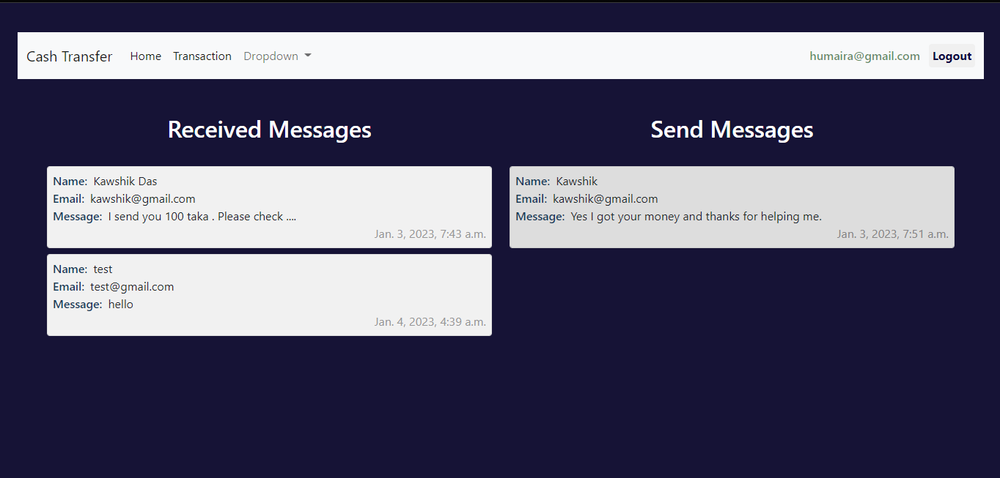 Cash Transfer Home Transaction Dropdown humaira@gmail.com Logout
Received Messages
Name: Kawshik Das
Email: kawshik@gmail.com
Message: I send you 100 taka . Please check ....
Jan. 3, 2023, 7:43 a.m.
Name: test
Email: test@gmail.com
Message: hello
Jan. 4, 2023, 4:39 a.m.
Send Messages
Name: Kawshik
Email: kawshik@gmail.com
Message: Yes I got your money and thanks for helping me.
Jan. 3, 2023, 7:51 a.m.